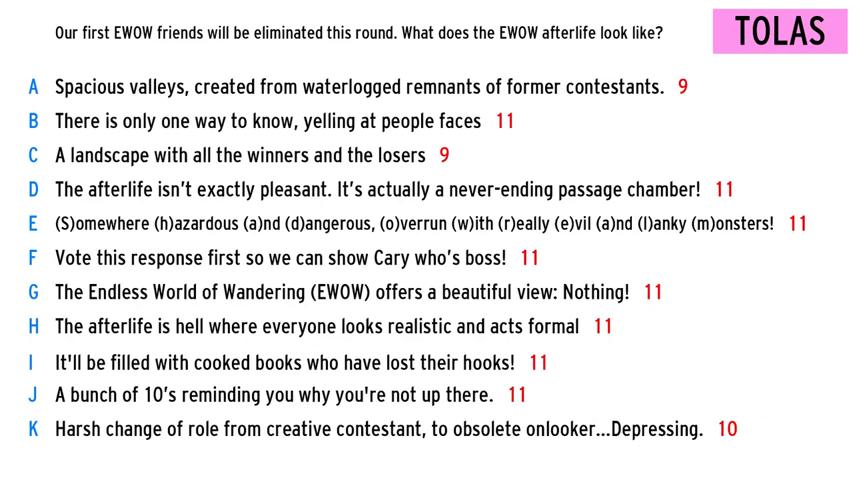 Our first EWOW friends will be eliminated this round. What does the EWOW afterlife look like?
TOLAS
A Spacious valleys, created from waterlogged remnants of former contestants. 9
B There is only one way to know, yelling at people faces 11
C A landscape with all the winners and the losers 9
D The afterlife isn't exactly pleasant. It's actually a never-ending passage chamber! 11
E (S)omewhere (h)azardous (a)nd (d)angerous, (o)verrun (w)ith (r)eally (e)vil (a)nd (l)anky (m)onsters! 11
F Vote this response first so we can show Cary who's boss! 11
G The Endless World of Wandering (EWOW) offers a beautiful view: Nothing! 11
H The afterlife is hell where everyone looks realistic and acts formal 11
I It'll be filled with cooked books who have lost their hooks! 11
J A bunch of 10's reminding you why you're not up there. 11
K Harsh change of role from creative contestant, to obsolete onlooker...Depressing. 10